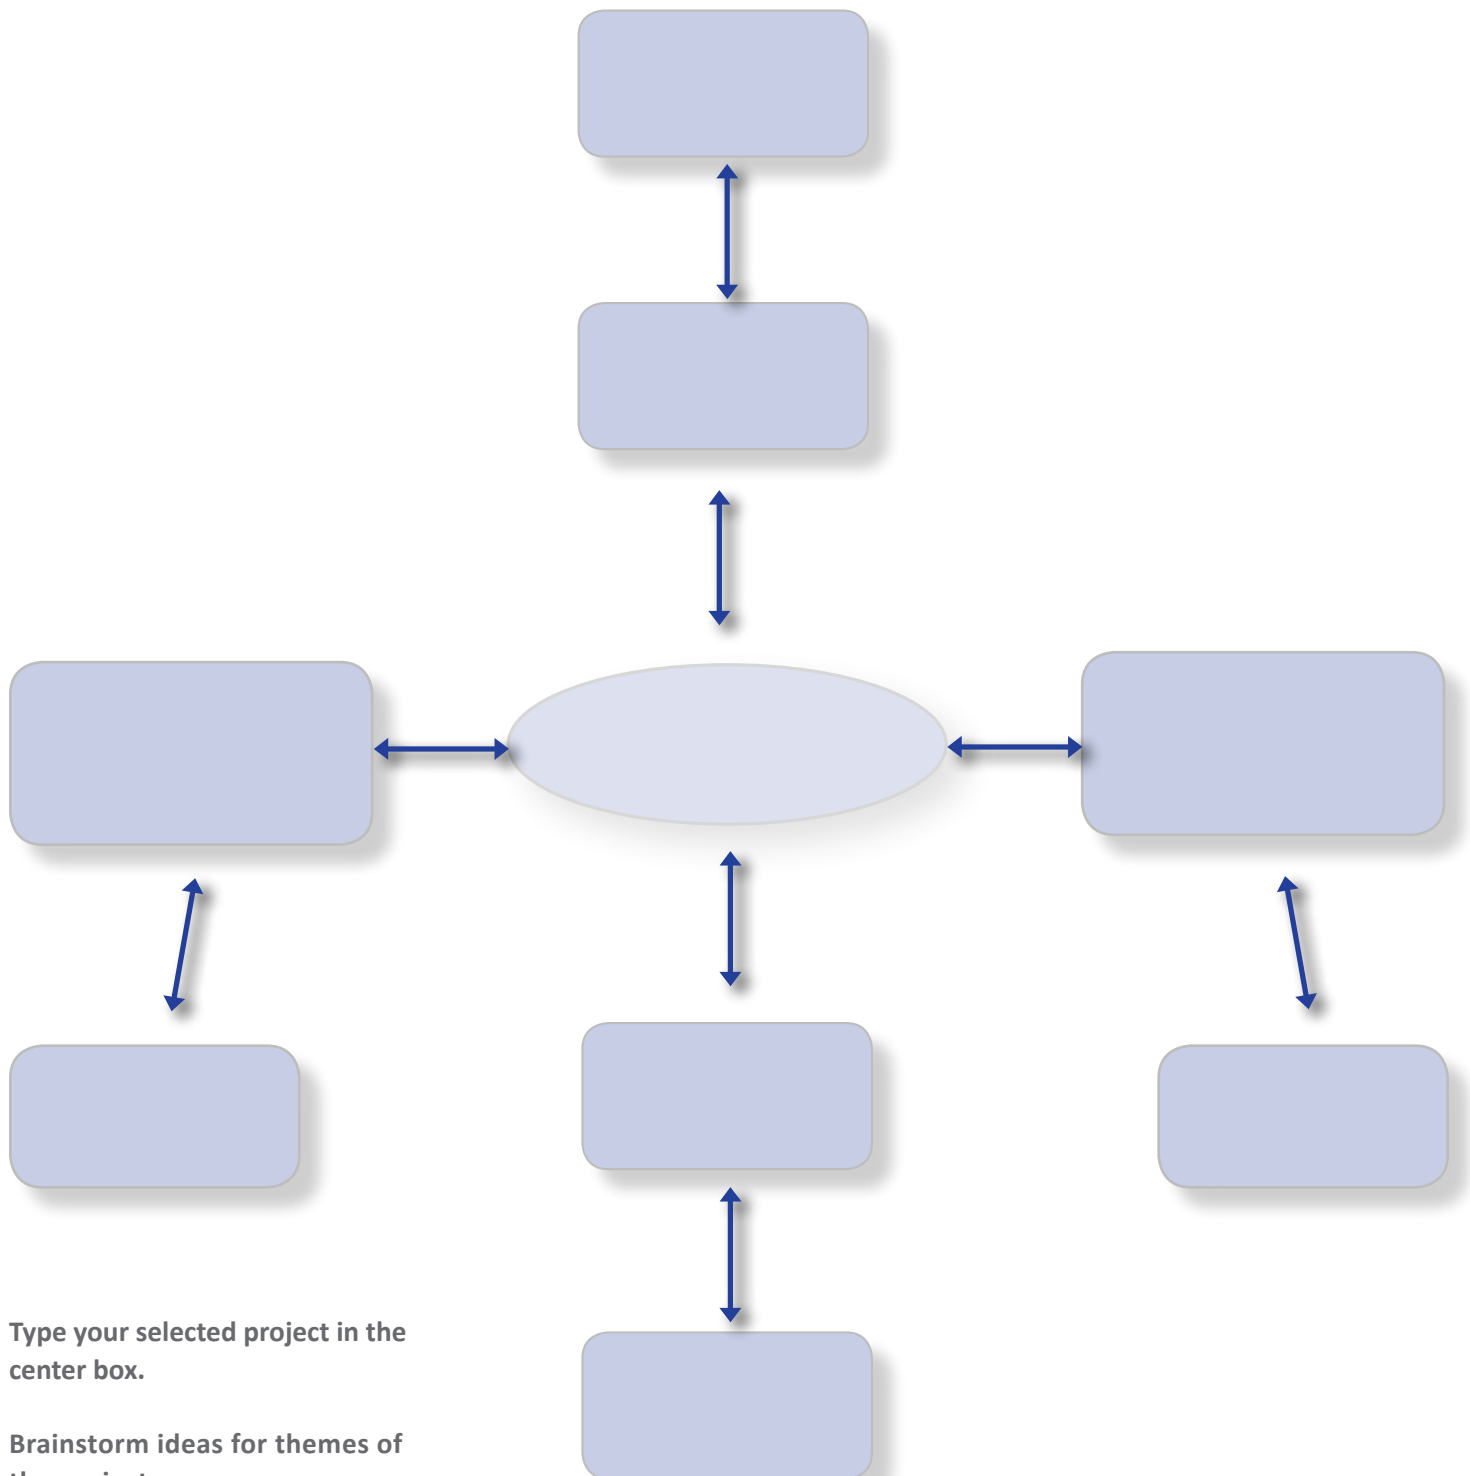 Type your selected project in the
center box.
Brainstorm ideas for themes of